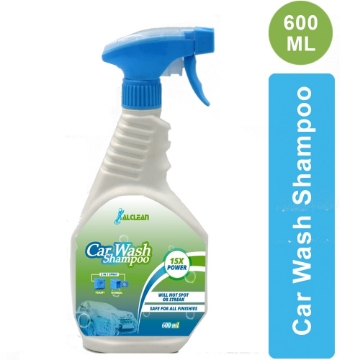 600
ML
Car Wash Shampoo
ALCLEAN
Car Wash
Shampoo
15X
POWER
WILL NOT SPOT
OR STREAK
SAFE FOR ALL FINISHES
600 ml